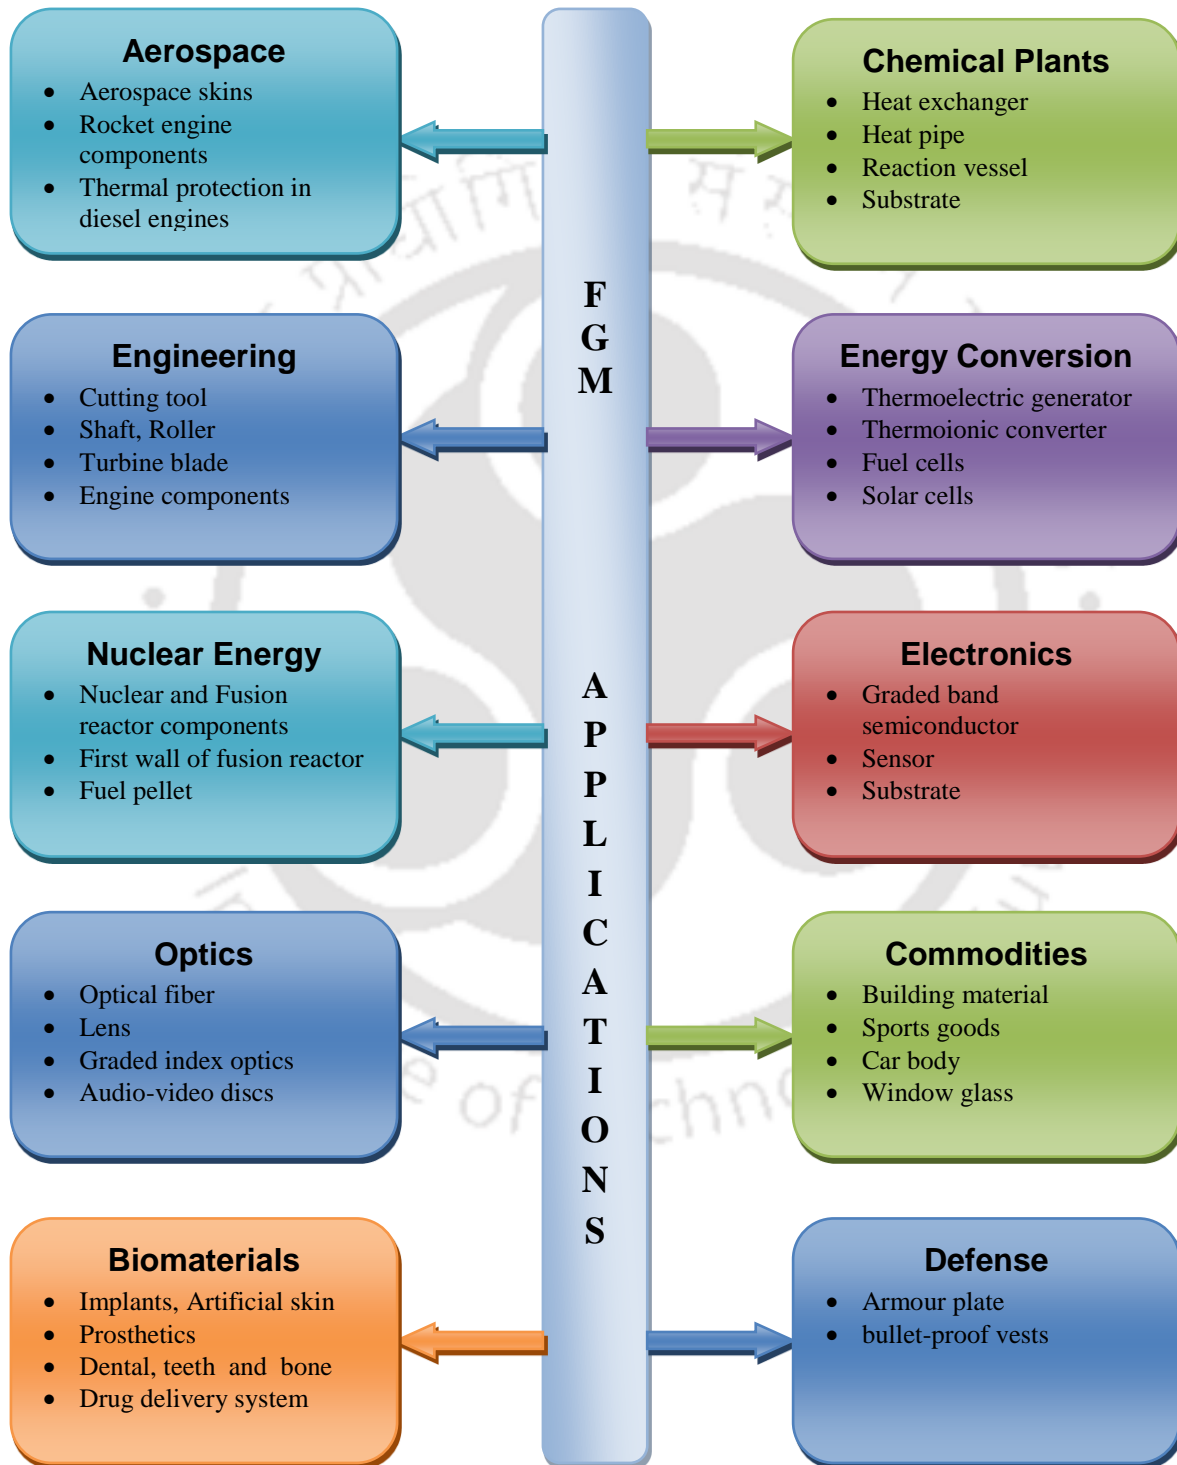 Aerospace
• Aerospace skins
• Rocket engine
components
• Thermal protection in
diesel engines
Chemical Plants
• Heat exchanger
• Heat pipe
• Reaction vessel
• Substrate
Engineering
• Cutting tool
• Shaft, Roller
• Turbine blade
• Engine components
Energy Conversion
• Thermoelectric generator
• Thermoionic converter
• Fuel cells
• Solar cells
Nuclear Energy
• Nuclear and Fusion
reactor components
• First wall of fusion reactor
• Fuel pellet
Electronics
• Graded band
semiconductor
• Sensor
• Substrate
Optics
• Optical fiber
• Lens
• Graded index optics
• Audio-video discs
Commodities
• Building material
• Sports goods
• Car body
• Window glass
Biomaterials
• Implants, Artificial skin
• Prosthetics
• Dental, teeth and bone
• Drug delivery system
Defense
• Armour plate
• bullet-proof vests
FGM APPLICATIONS
of